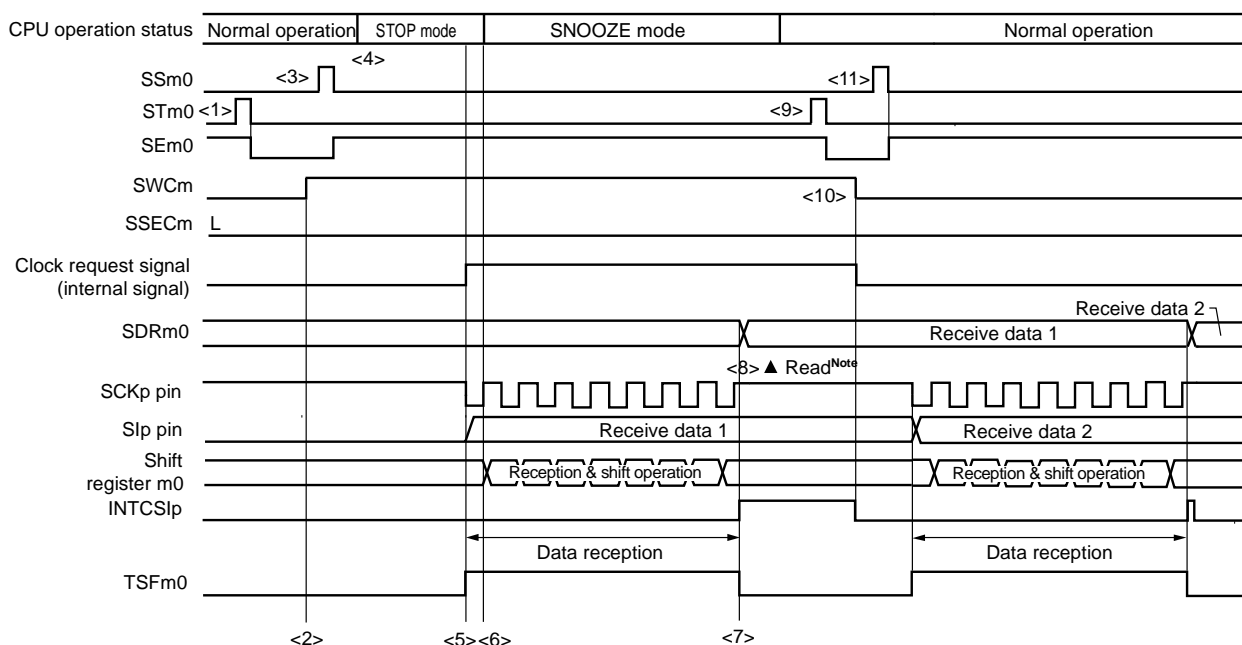 CPU operation status Normal operation STOP mode SNOOZE mode Normal operation
<4>
SSm0 <3> <11>
STm0 <1> <9>
SEm0
SWCm <10>
SSECm L
Clock request signal
(internal signal)
Receive data 2
SDRm0 Receive data 1
<8> ▲ ReadNote
SCKp pin
SIp pin Receive data 1 Receive data 2
Shift
register m0 Reception & shift operation Reception & shift operation
INTCSIp
Data reception Data reception
TSFm0
<2> <5> <6> <7>